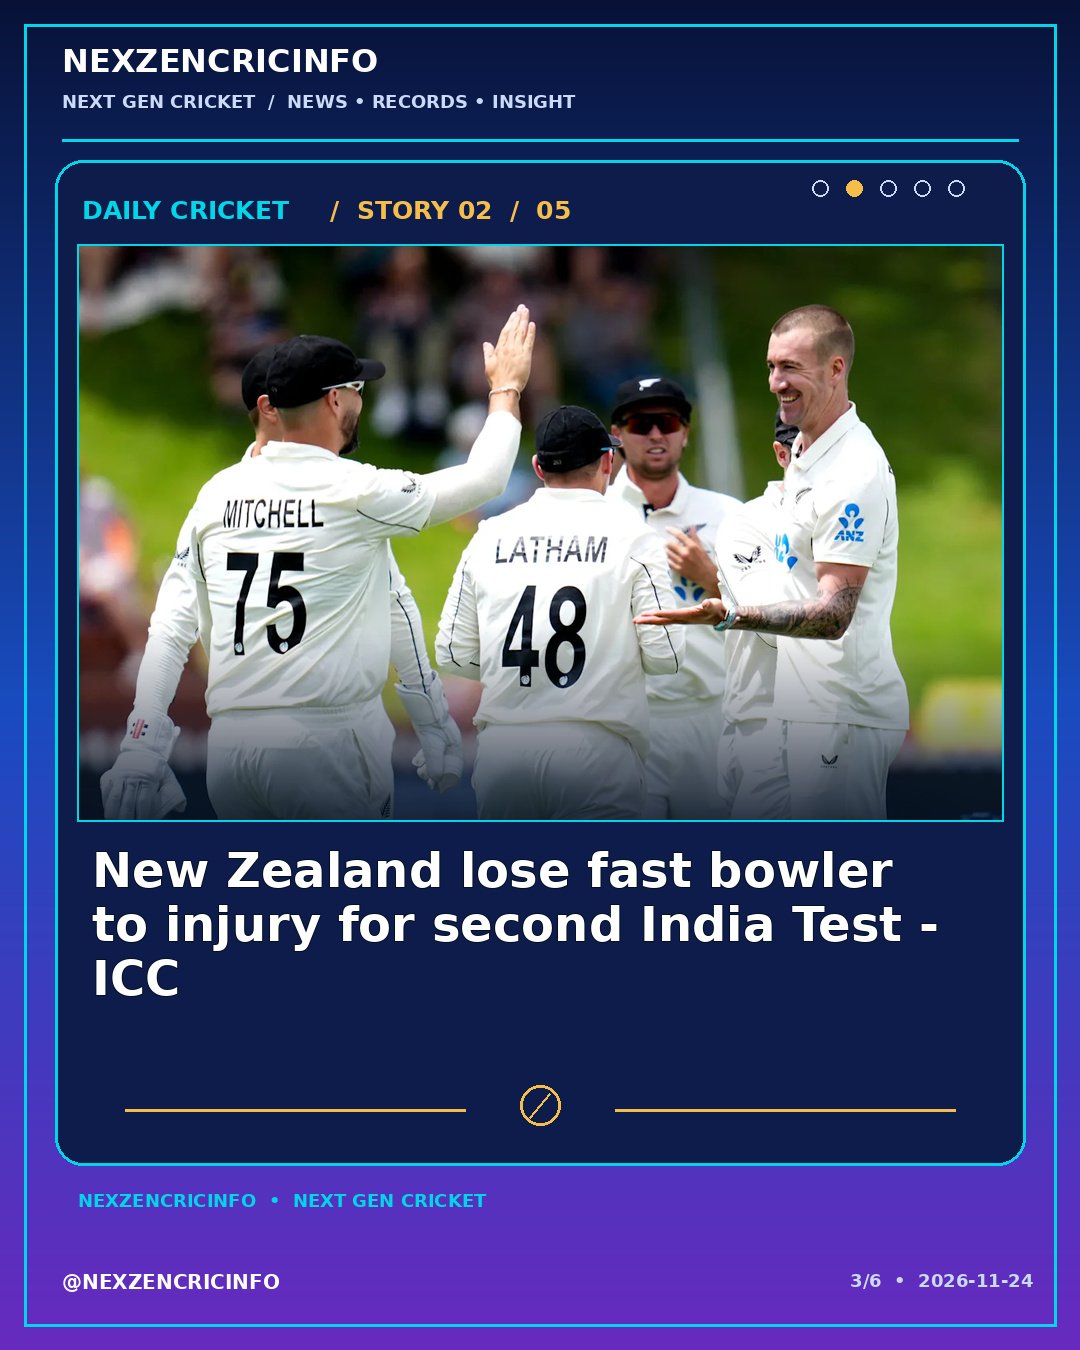 NEXZENCRICINFO
NEXT GEN CRICKET / NEWS • RECORDS • INSIGHT
DAILY CRICKET / STORY 02 / 05
MITCHELL
75
LATHAM
48
ANZ
New Zealand lose fast bowler
to injury for second India Test -
ICC
NEXZENCRICINFO • NEXT GEN CRICKET
@NEXZENCRICINFO
3/6 • 2026-11-24